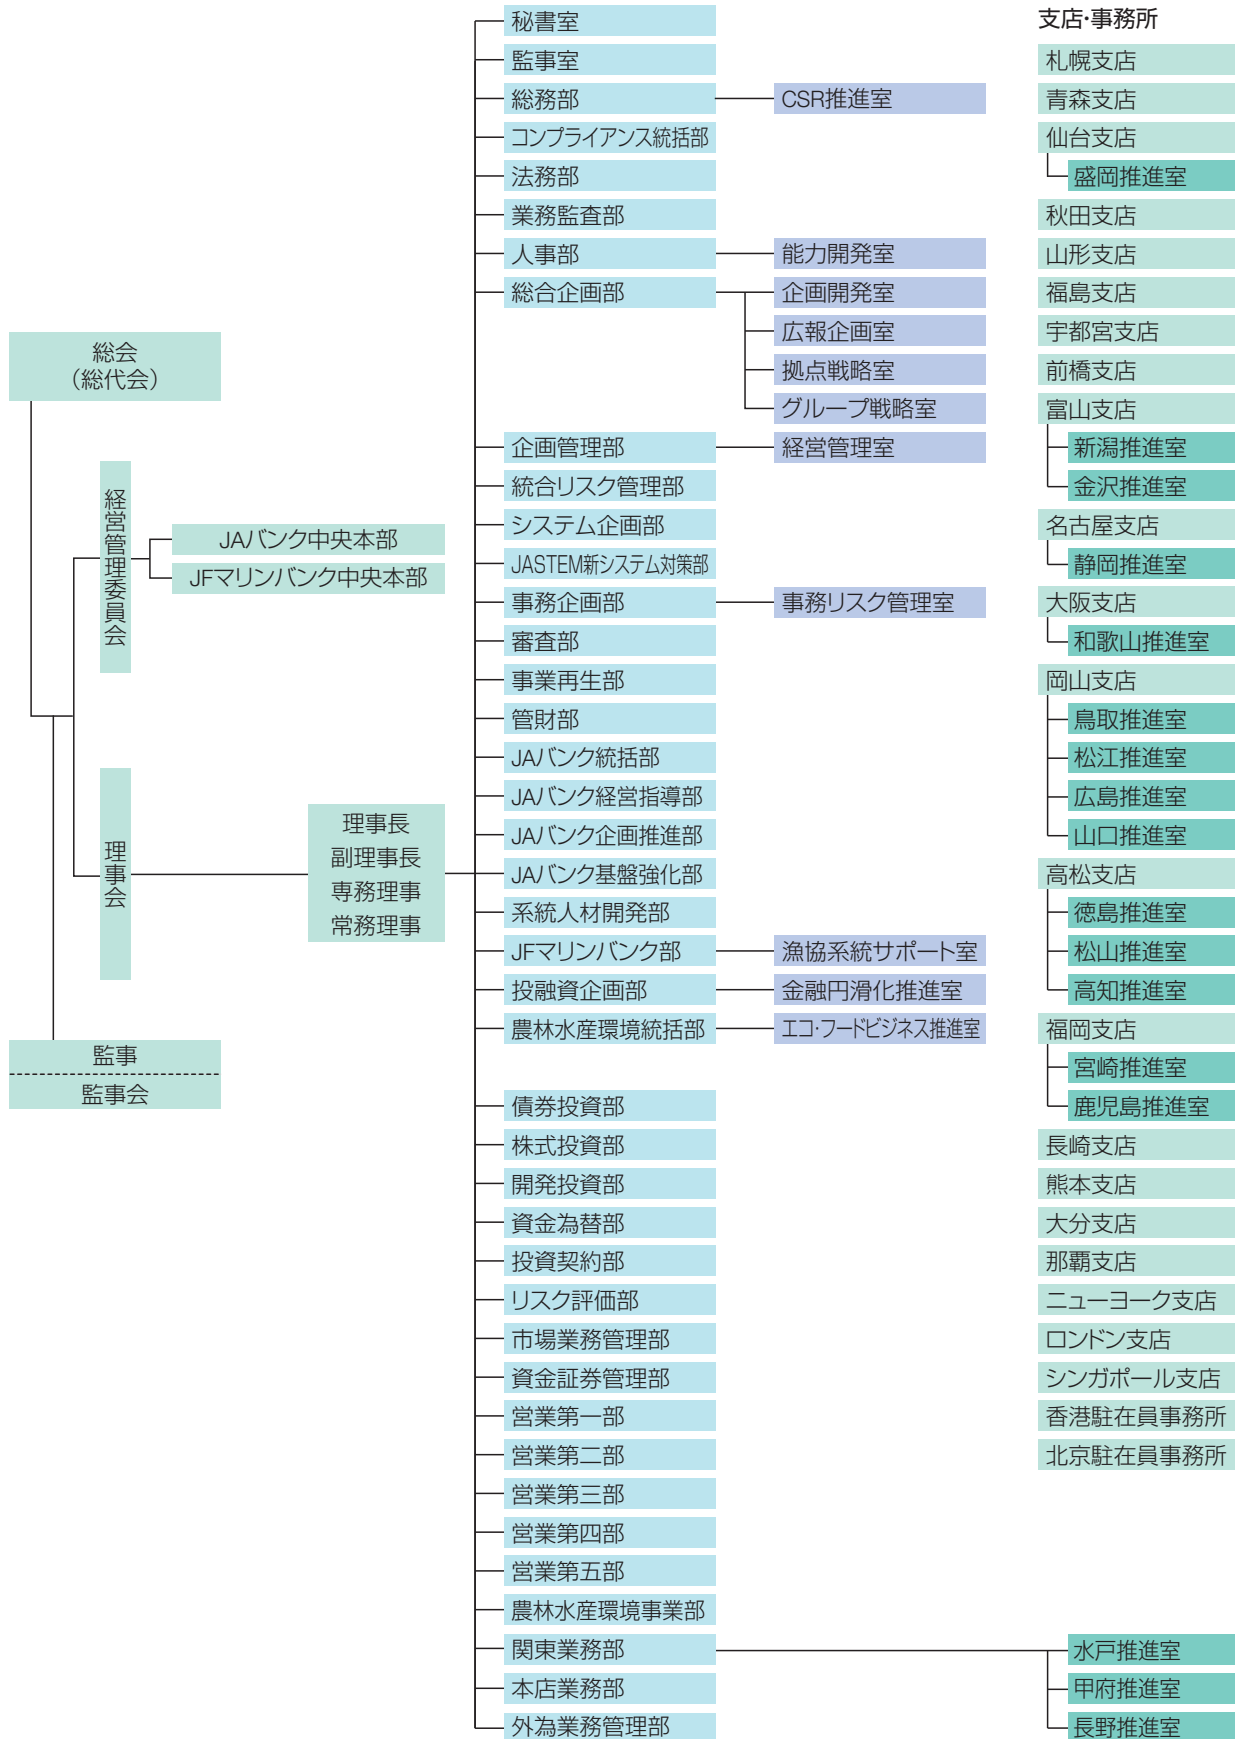 総会
（総代会）
経営管理委員会
JAバンク中央本部
JFマリンバンク中央本部
理事会
理事長
副理事長
専務理事
常務理事
監事
監事会
秘書室
監事室
総務部
CSR推進室
コンプライアンス統括部
法務部
業務監査部
人事部
能力開発室
総合企画部
企画開発室
広報企画室
拠点戦略室
グループ戦略室
企画管理部
経営管理室
統合リスク管理部
システム企画部
JASTEM新システム対策部
事務企画部
事務リスク管理室
審査部
事業再生部
管財部
JAバンク統括部
JAバンク経営指導部
JAバンク企画推進部
JAバンク基盤強化部
系統人材開発部
JFマリンバンク部
漁協系統サポート室
投融資企画部
金融円滑化推進室
農林水産環境統括部
エコ・フードビジネス推進室
債券投資部
株式投資部
開発投資部
資金為替部
投資契約部
リスク評価部
市場業務管理部
資金証券管理部
営業第一部
営業第二部
営業第三部
営業第四部
営業第五部
農林水産環境事業部
関東業務部
水戸推進室
甲府推進室
長野推進室
本店業務部
外為業務管理部
支店・事務所
札幌支店
青森支店
仙台支店
盛岡推進室
秋田支店
山形支店
福島支店
宇都宮支店
前橋支店
富山支店
新潟推進室
金沢推進室
名古屋支店
静岡推進室
大阪支店
和歌山推進室
岡山支店
鳥取推進室
松江推進室
広島推進室
山口推進室
高松支店
徳島推進室
松山推進室
高知推進室
福岡支店
宮崎推進室
鹿児島推進室
長崎支店
熊本支店
大分支店
那覇支店
ニューヨーク支店
ロンドン支店
シンガポール支店
香港駐在員事務所
北京駐在員事務所